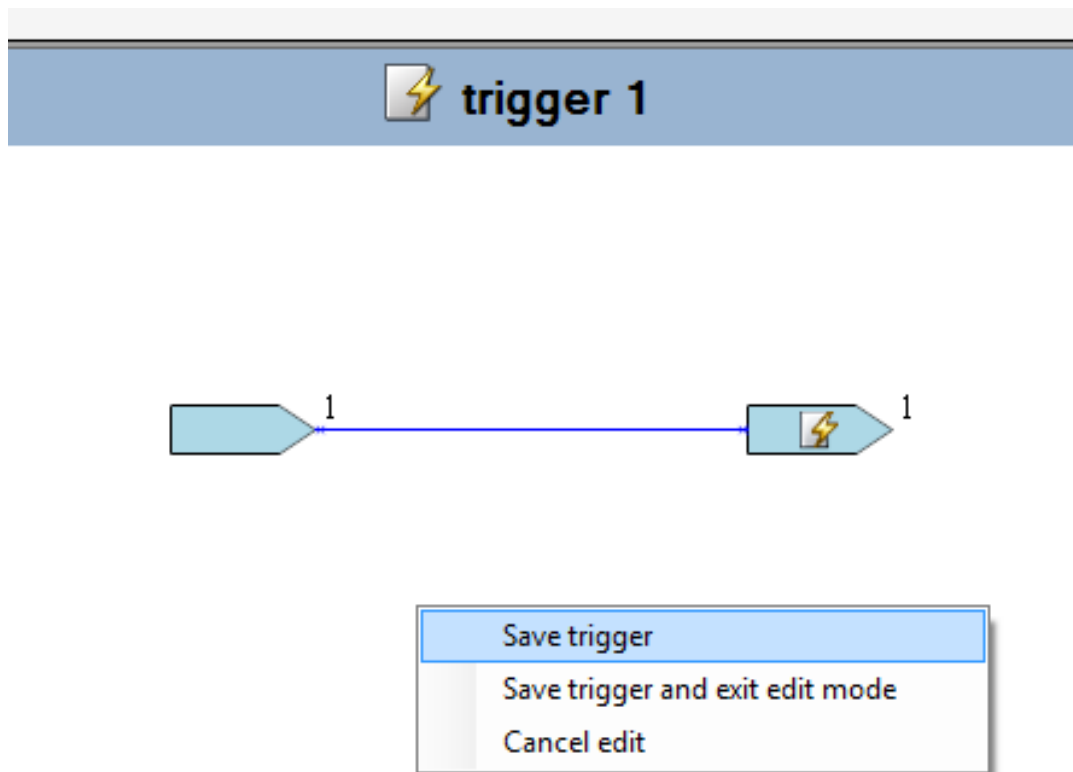 trigger 1
1
1
Save trigger
Save trigger and exit edit mode
Cancel edit